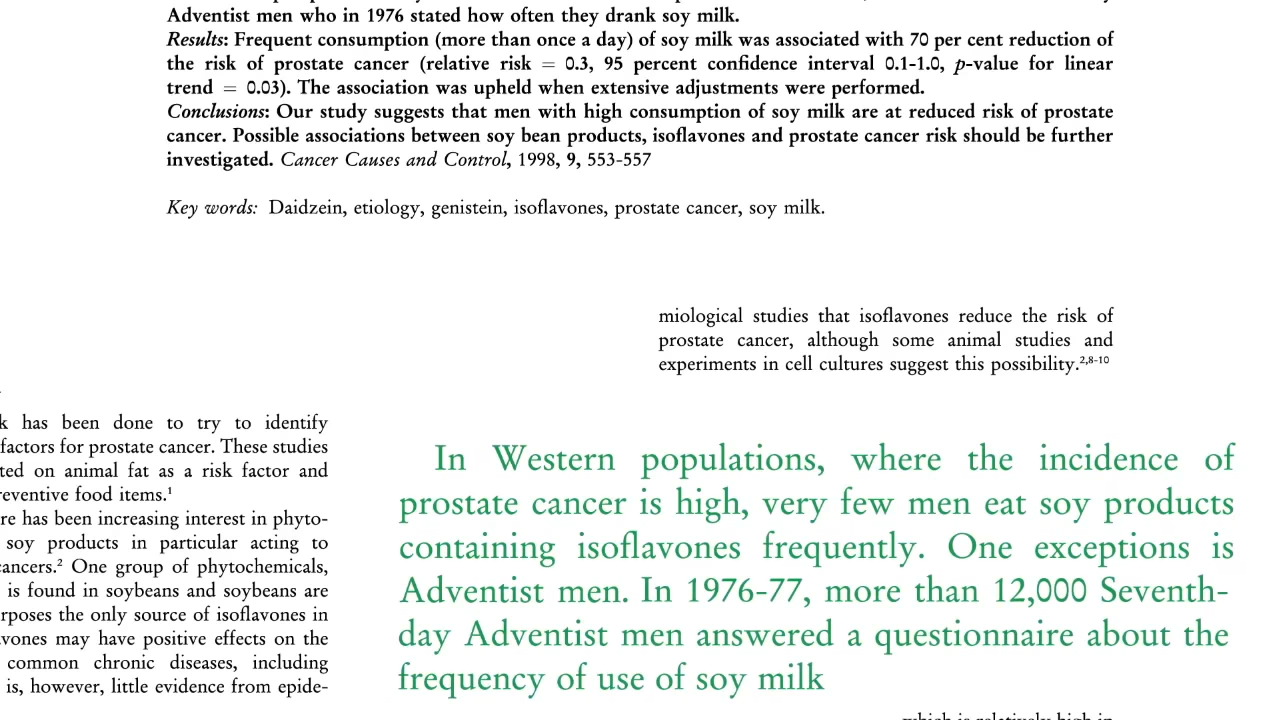 Adventist men who in 1976 stated how often they drank soy milk.
Results: Frequent consumption (more than once a day) of soy milk was associated with 70 per cent reduction of
the risk of prostate cancer (relative risk = 0.3, 95 percent confidence interval 0.1-1.0, p-value for linear
trend = 0.03). The association was upheld when extensive adjustments were performed.
Conclusions: Our study suggests that men with high consumption of soy milk are at reduced risk of prostate
cancer. Possible associations between soy bean products, isoflavones and prostate cancer risk should be further
investigated. Cancer Causes and Control, 1998, 9, 553-557
Key words: Daidzein, etiology, genistein, isoflavones, prostate cancer, soy milk.
has been done to try to identify
factors for prostate cancer. These studies
on animal fat as a risk factor and
food items.¹
has been increasing interest in phyto-
soy products in particular acting to
cancers.² One group of phytochemicals,
is found in soybeans and soybeans are
the only source of isoflavones in
may have positive effects on the
common chronic diseases, including
is, however, little evidence from epide-
miological studies that isoflavones reduce the risk of
prostate cancer, although some animal studies and
experiments in cell cultures suggest this possibility.²,⁸⁻¹⁰
In Western populations, where the incidence of
prostate cancer is high, very few men eat soy products
containing isoflavones frequently. One exceptions is
Adventist men. In 1976-77, more than 12,000 Seventh-
day Adventist men answered a questionnaire about the
frequency of use of soy milk
which is relatively high in